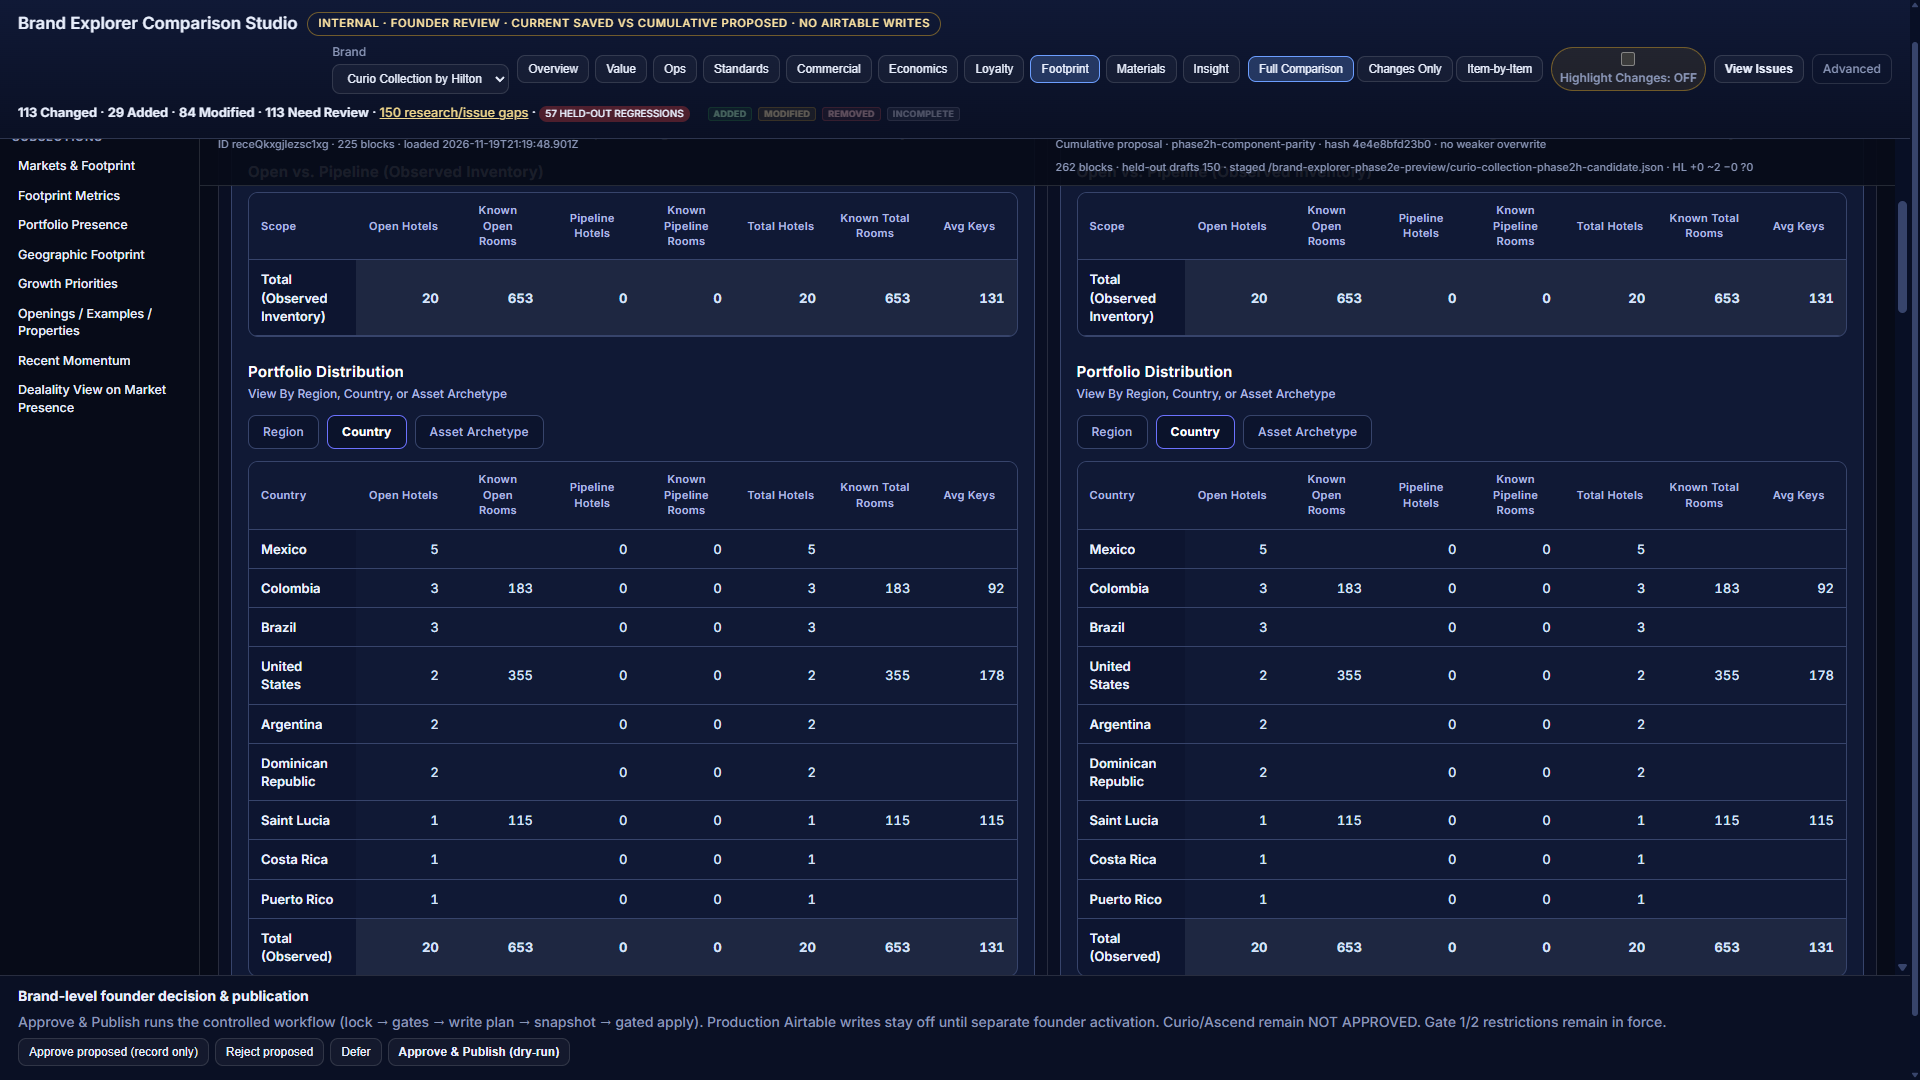 Brand Explorer Comparison Studio
INTERNAL · FOUNDER REVIEW · CURRENT SAVED VS CUMULATIVE PROPOSED · NO AIRTABLE WRITES
Brand
Curio Collection by Hilton
Overview
Value
Ops
Standards
Commercial
Economics
Loyalty
Footprint
Materials
Insight
Full Comparison
Changes Only
Item-by-Item
Highlight Changes: OFF
View Issues
Advanced
113 Changed · 29 Added · 84 Modified · 113 Need Review · 150 research/issue gaps · 57 HELD-OUT REGRESSIONS
ADDED
MODIFIED
REMOVED
INCOMPLETE
SUBSECTIONS
Markets & Footprint
Footprint Metrics
Portfolio Presence
Geographic Footprint
Growth Priorities
Openings / Examples /
Properties
Recent Momentum
Deality View on Market
Presence
ID receQkxgjlezsc1xg · 225 blocks · loaded 2026-11-19T21:19:48.901Z
Open vs. Pipeline (Observed Inventory)
Scope Open Hotels Known Open Rooms Pipeline Hotels Known Pipeline Rooms Total Hotels Known Total Rooms Avg Keys
Total (Observed Inventory) 20 653 0 0 20 653 131
Portfolio Distribution
View By Region, Country, or Asset Archetype
Region Country Asset Archetype
Country Open Hotels Known Open Rooms Pipeline Hotels Known Pipeline Rooms Total Hotels Known Total Rooms Avg Keys
Mexico 5 0 0 5
Colombia 3 183 0 0 3 183 92
Brazil 3 0 0 3
United States 2 355 0 0 2 355 178
Argentina 2 0 0 2
Dominican Republic 2 0 0 2
Saint Lucia 1 115 0 0 1 115 115
Costa Rica 1 0 0 1
Puerto Rico 1 0 0 1
Total (Observed) 20 653 0 0 20 653 131
Cumulative proposal · phase2h-component-parity · hash 4e4e8bfd23b0 · no weaker overwrite
262 blocks · held-out drafts 150 · staged /brand-explorer-phase2e-preview/curio-collection-phase2h-candidate.json · HL +0 ~2 −0 ?0
Open vs. Pipeline (Observed Inventory)
Scope Open Hotels Known Open Rooms Pipeline Hotels Known Pipeline Rooms Total Hotels Known Total Rooms Avg Keys
Total (Observed Inventory) 20 653 0 0 20 653 131
Portfolio Distribution
View By Region, Country, or Asset Archetype
Region Country Asset Archetype
Country Open Hotels Known Open Rooms Pipeline Hotels Known Pipeline Rooms Total Hotels Known Total Rooms Avg Keys
Mexico 5 0 0 5
Colombia 3 183 0 0 3 183 92
Brazil 3 0 0 3
United States 2 355 0 0 2 355 178
Argentina 2 0 0 2
Dominican Republic 2 0 0 2
Saint Lucia 1 115 0 0 1 115 115
Costa Rica 1 0 0 1
Puerto Rico 1 0 0 1
Total (Observed) 20 653 0 0 20 653 131
Brand-level founder decision & publication
Approve & Publish runs the controlled workflow (lock → gates → write plan → snapshot → gated apply). Production Airtable writes stay off until separate founder activation. Curio/Ascend remain NOT APPROVED. Gate 1/2 restrictions remain in force.
Approve proposed (record only)
Reject proposed
Defer
Approve & Publish (dry-run)